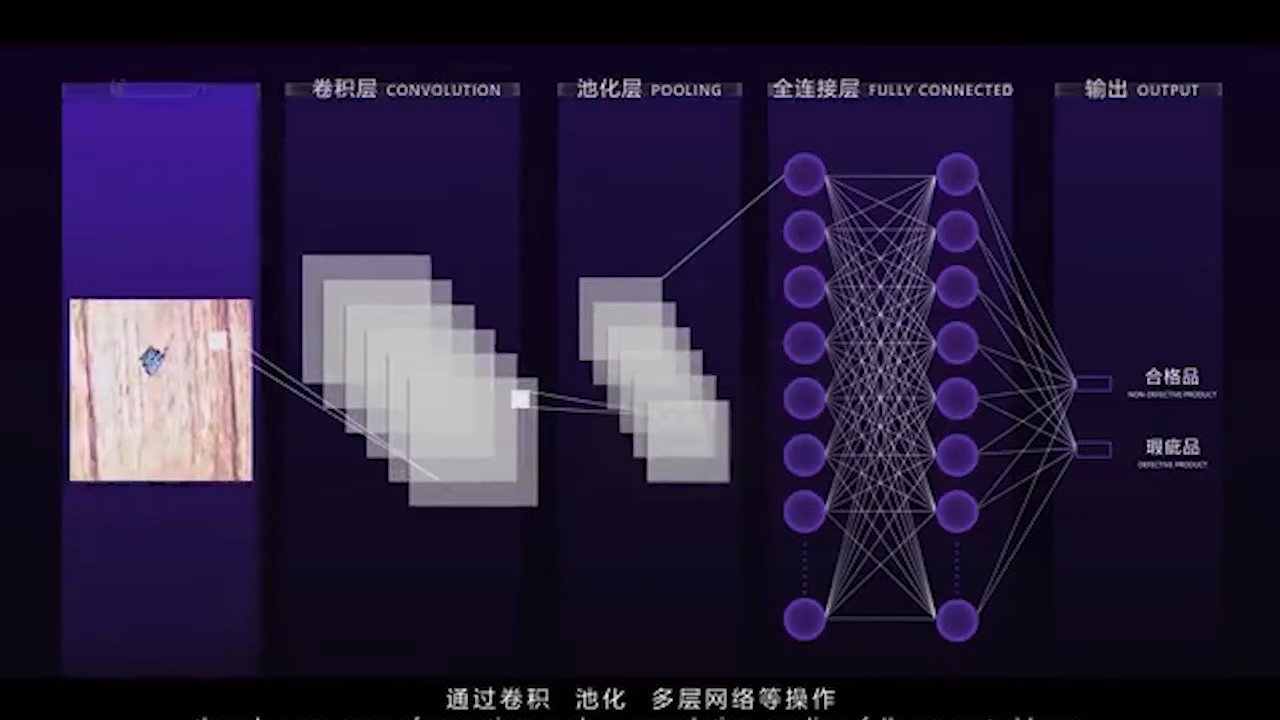 卷积层 CONVOLUTION
池化层 POOLING
全连接层 FULLY CONNECTED
输出 OUTPUT
合格品
NON-DEFECTIVE PRODUCT
瑕疵品
DEFECTIVE PRODUCT
通过卷积 池化 多层网络等操作